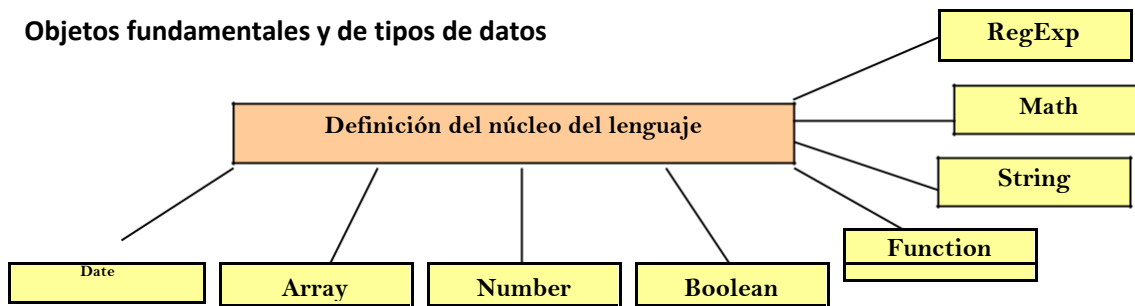 Objetos fundamentales y de tipos de datos
RegExp
Math
Definición del núcleo del lenguaje
String
Function
Date
Array
Number
Boolean